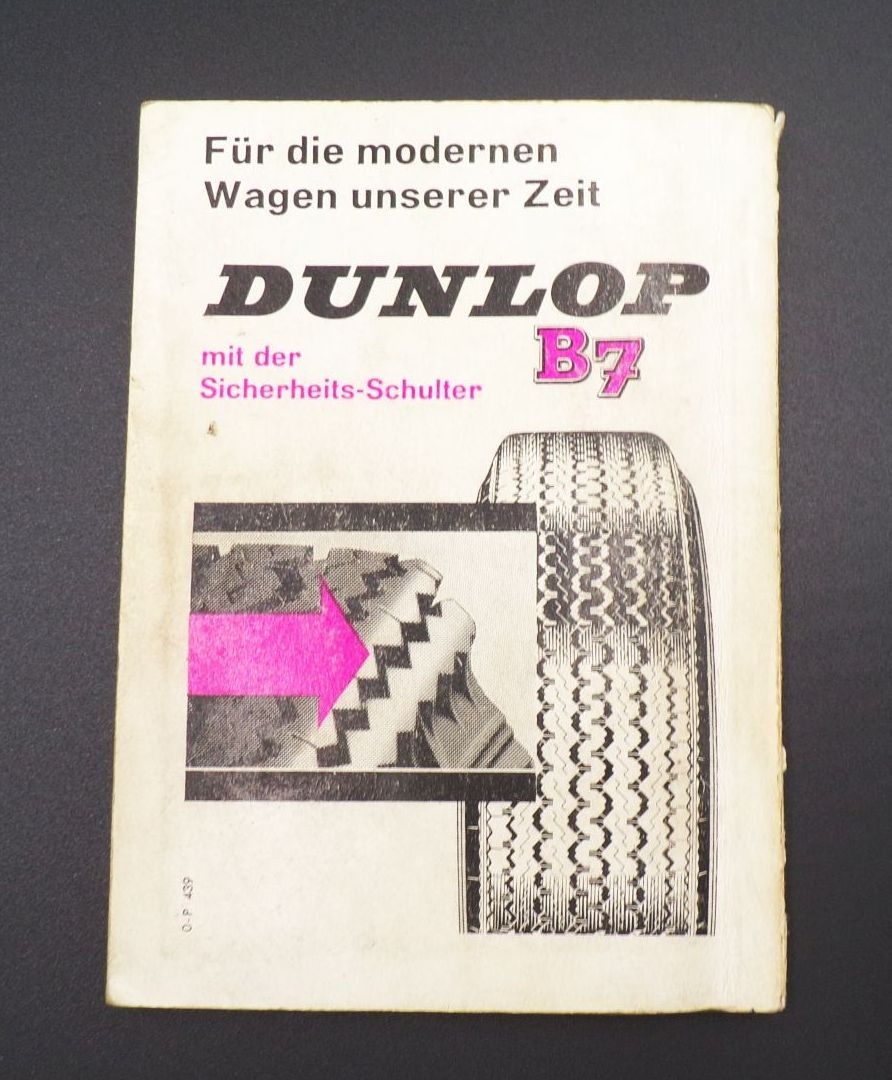 Für die modernen
Wagen unserer Zeit
DUNLOP
B7
mit der
Sicherheits-Schulter
O-P 439